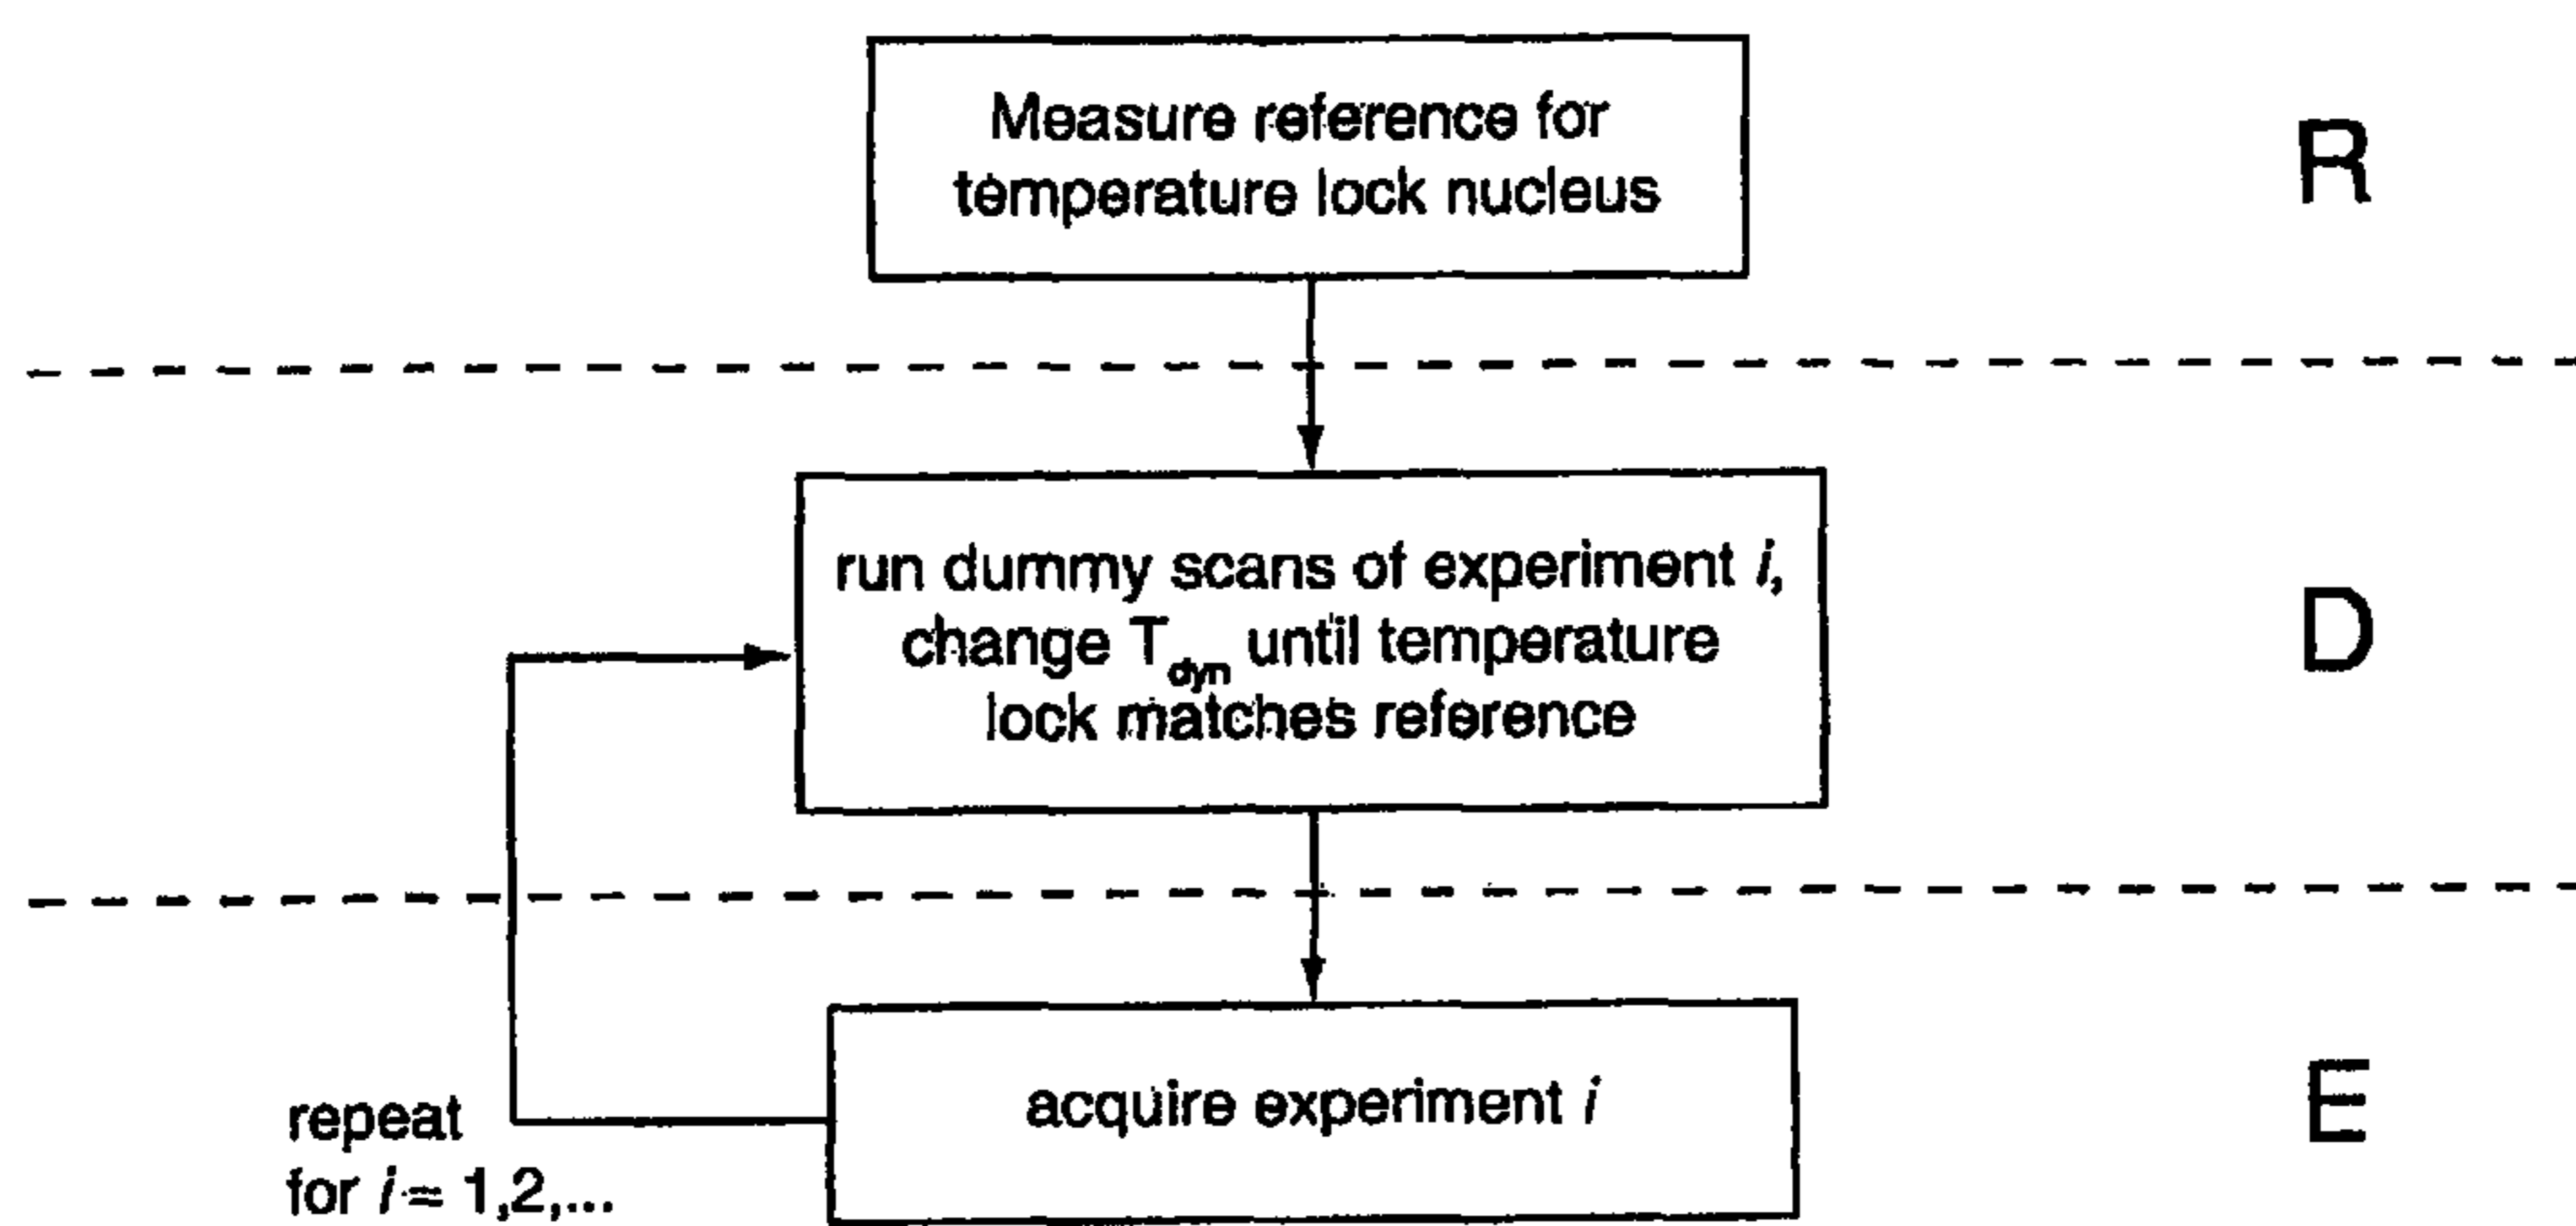 Measure reference for
temperature lock nucleus
R
run dummy scans of experiment i,
change Tdyn until temperature
lock matches reference
D
acquire experiment i
E
repeat
for i = 1,2,...